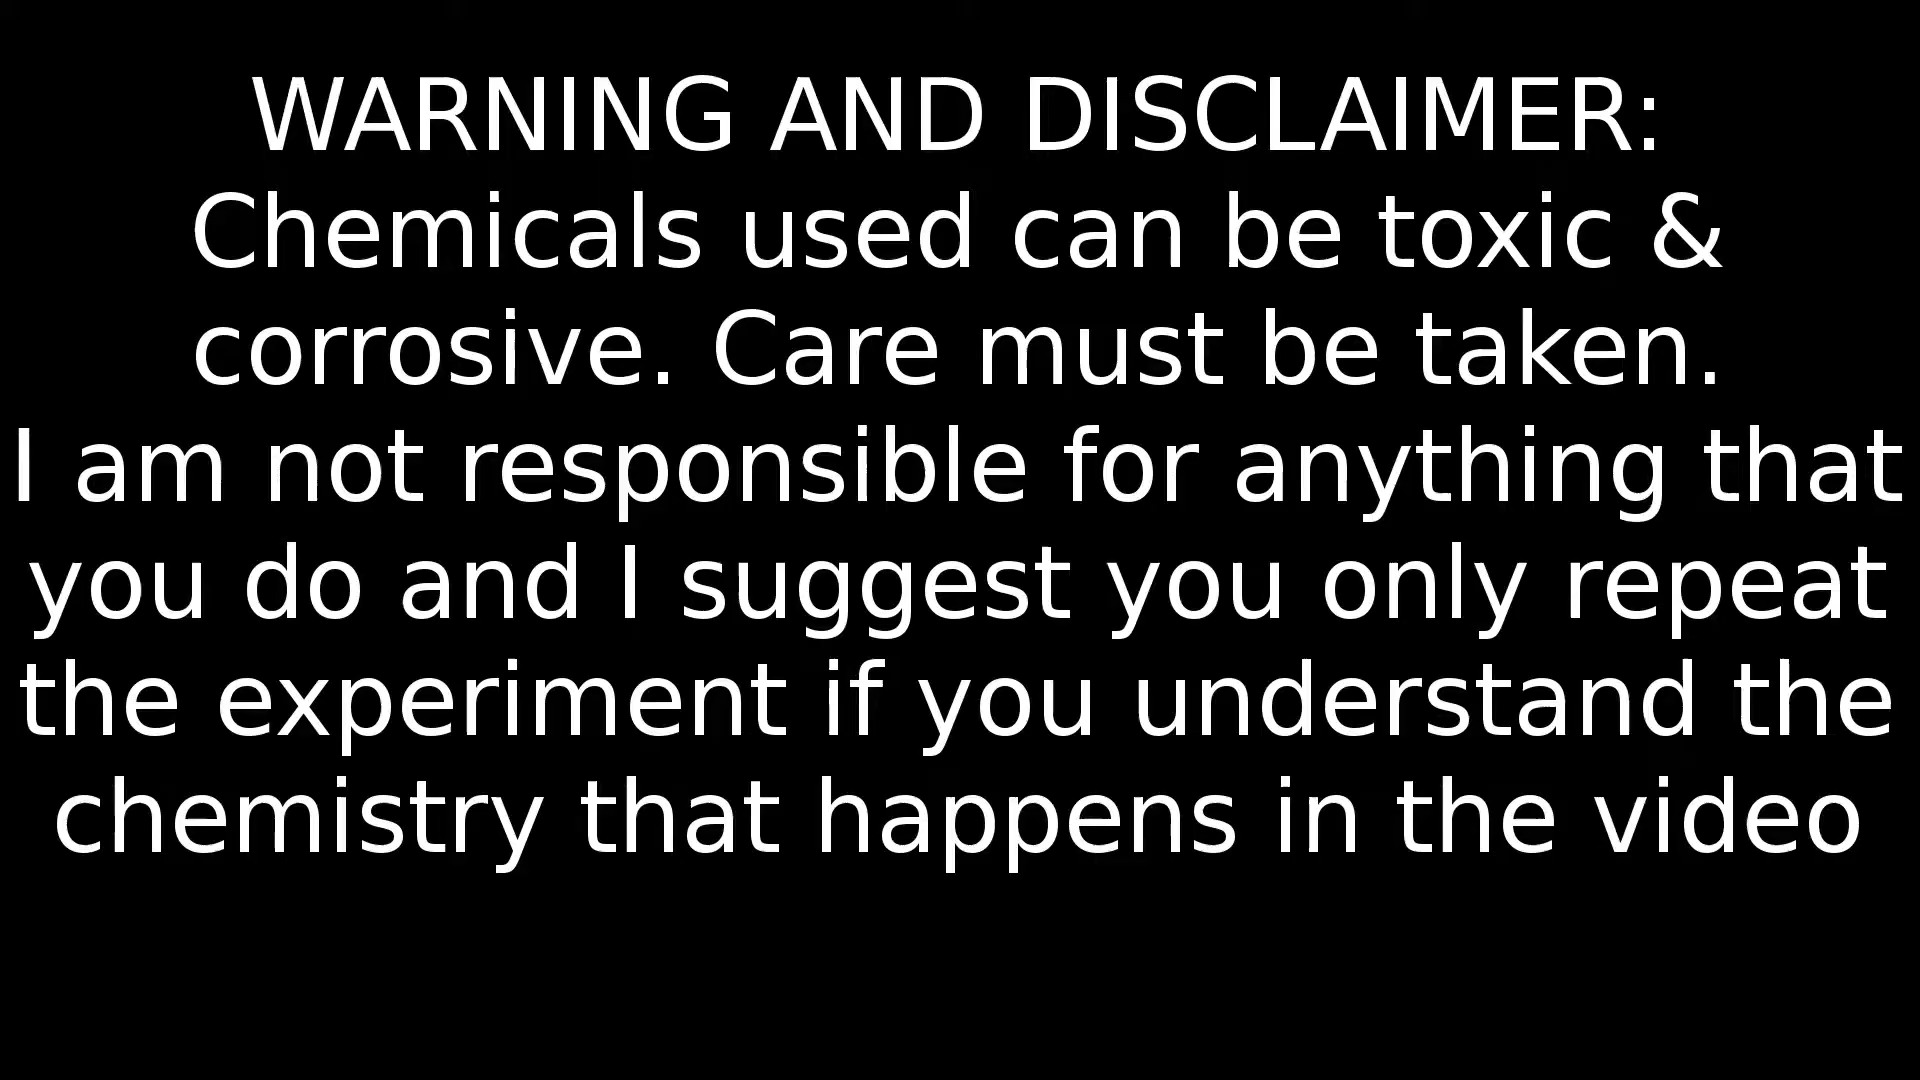 WARNING AND DISCLAIMER:
Chemicals used can be toxic &
corrosive. Care must be taken.
I am not responsible for anything that
you do and I suggest you only repeat
the experiment if you understand the
chemistry that happens in the video